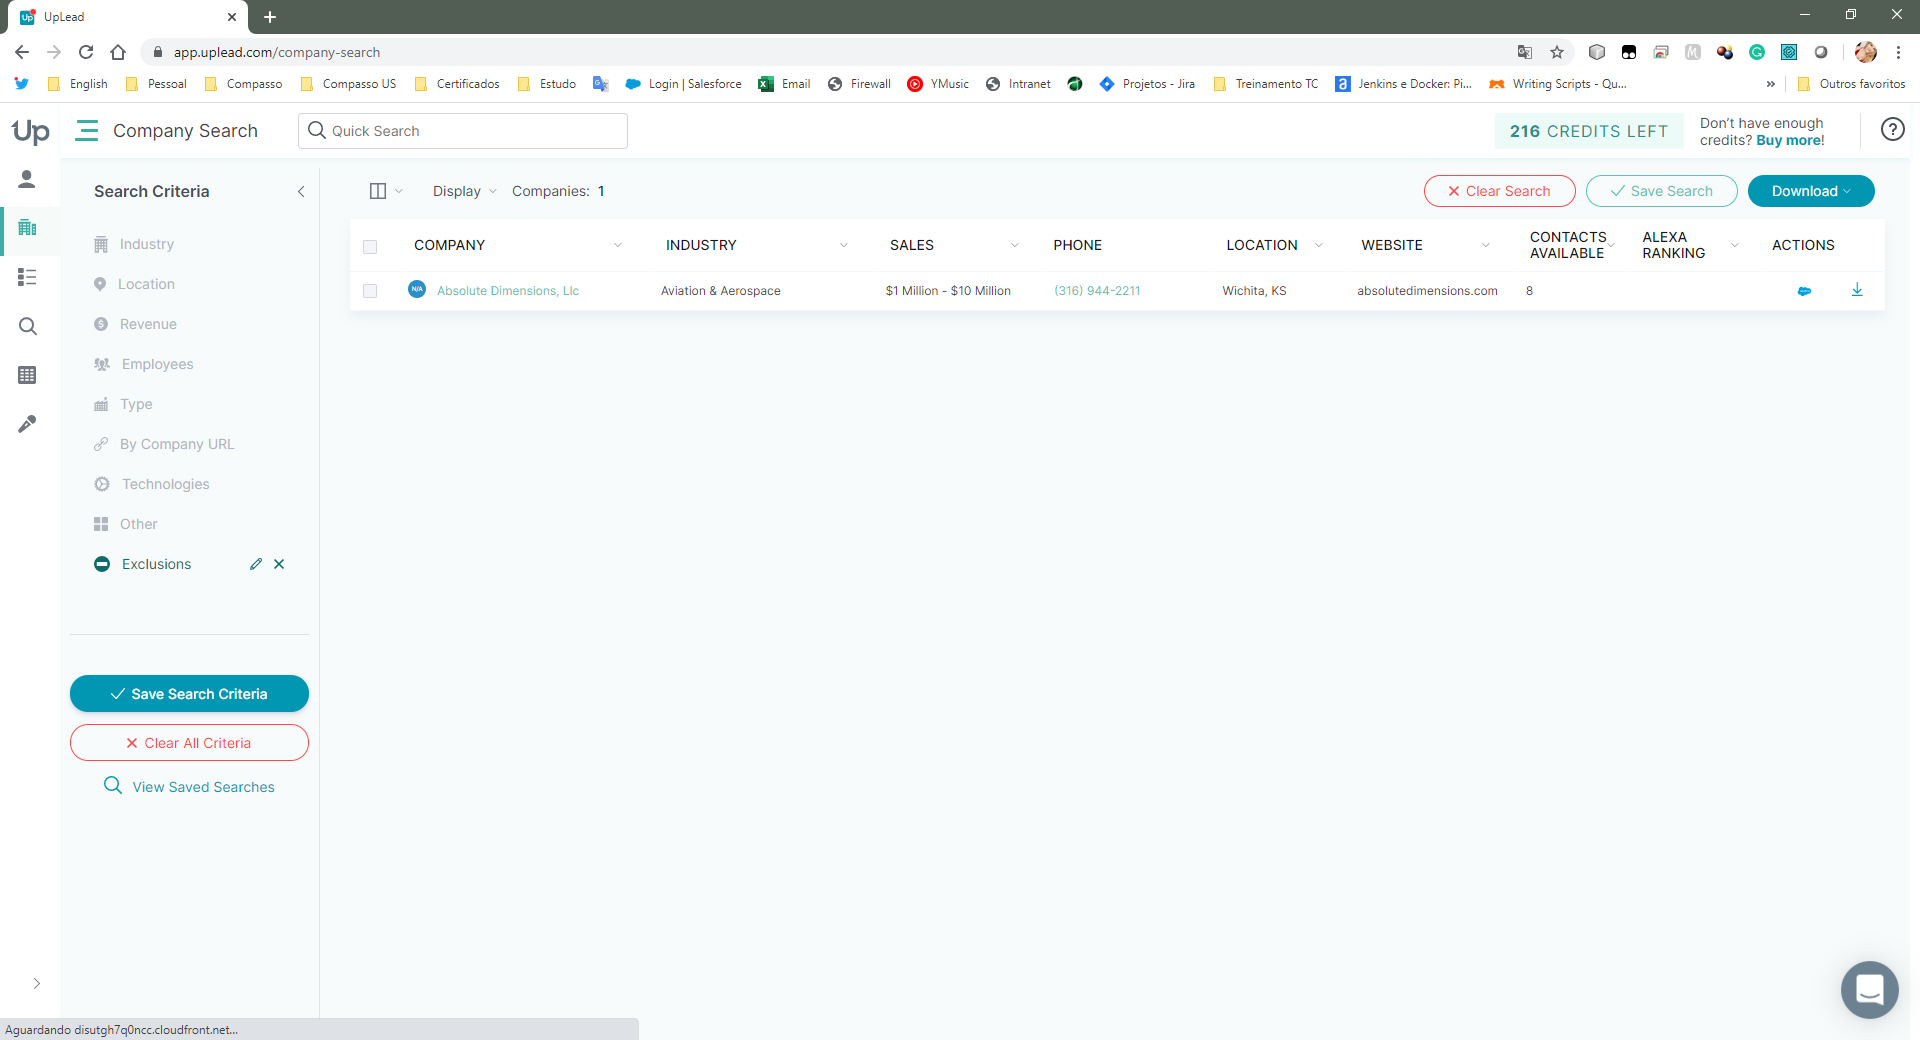 UpLead
app.uplead.com/company-search
English
Pessoal
Compasso
Compasso US
Certificados
Estudo
Login | Salesforce
Email
Firewall
YMusic
Intranet
Projetos - Jira
Treinamento TC
Jenkins e Docker: Pi...
Writing Scripts - Qu...
»
Outros favoritos
Up
Company Search
Quick Search
216 CREDITS LEFT
Don't have enough
credits? Buy more!
Search Criteria
Display
Companies: 1
Clear Search
Save Search
Download
Industry
Location
Revenue
Employees
Type
By Company URL
Technologies
Other
Exclusions
Save Search Criteria
Clear All Criteria
View Saved Searches
COMPANY
INDUSTRY
SALES
PHONE
LOCATION
WEBSITE
CONTACTS
AVAILABLE
ALEXA
RANKING
ACTIONS
N/A
Absolute Dimensions, Llc
Aviation & Aerospace
$1 Million - $10 Million
(316) 944-2211
Wichita, KS
absolutedimensions.com
8
Aguardando disutgh7q0ncc.cloudfront.net...